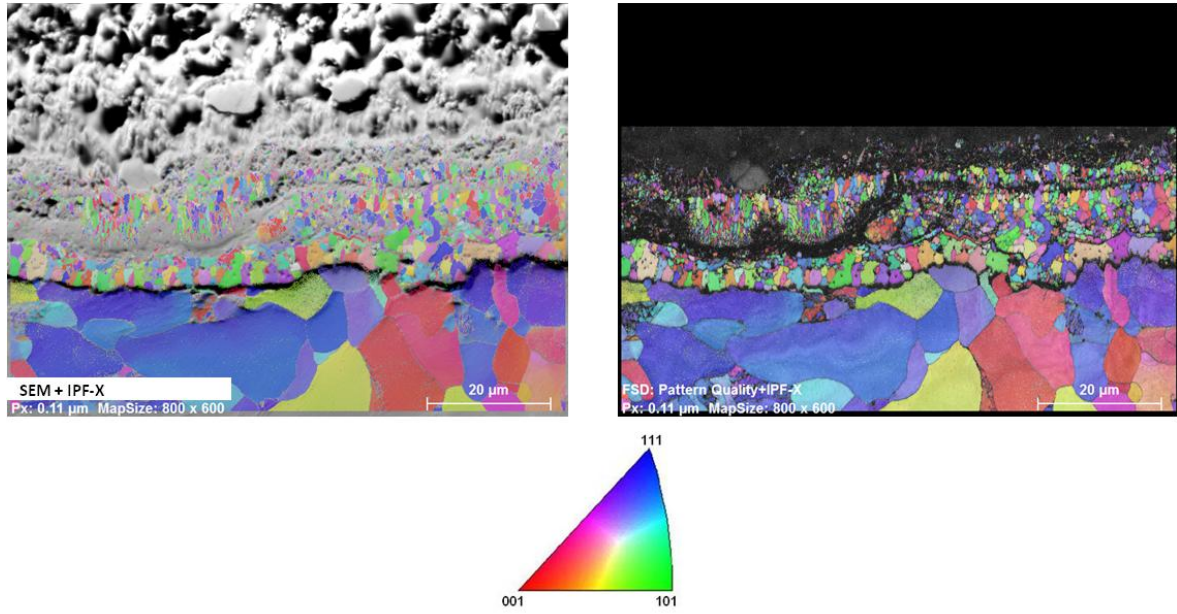 SEM + IPF-X
20 µm
Px: 0.11 µm MapSize: 800 x 600
FSD: Pattern Quality+IPF-X
20 µm
Px: 0.11 µm MapSize: 800 x 600
111
001
101